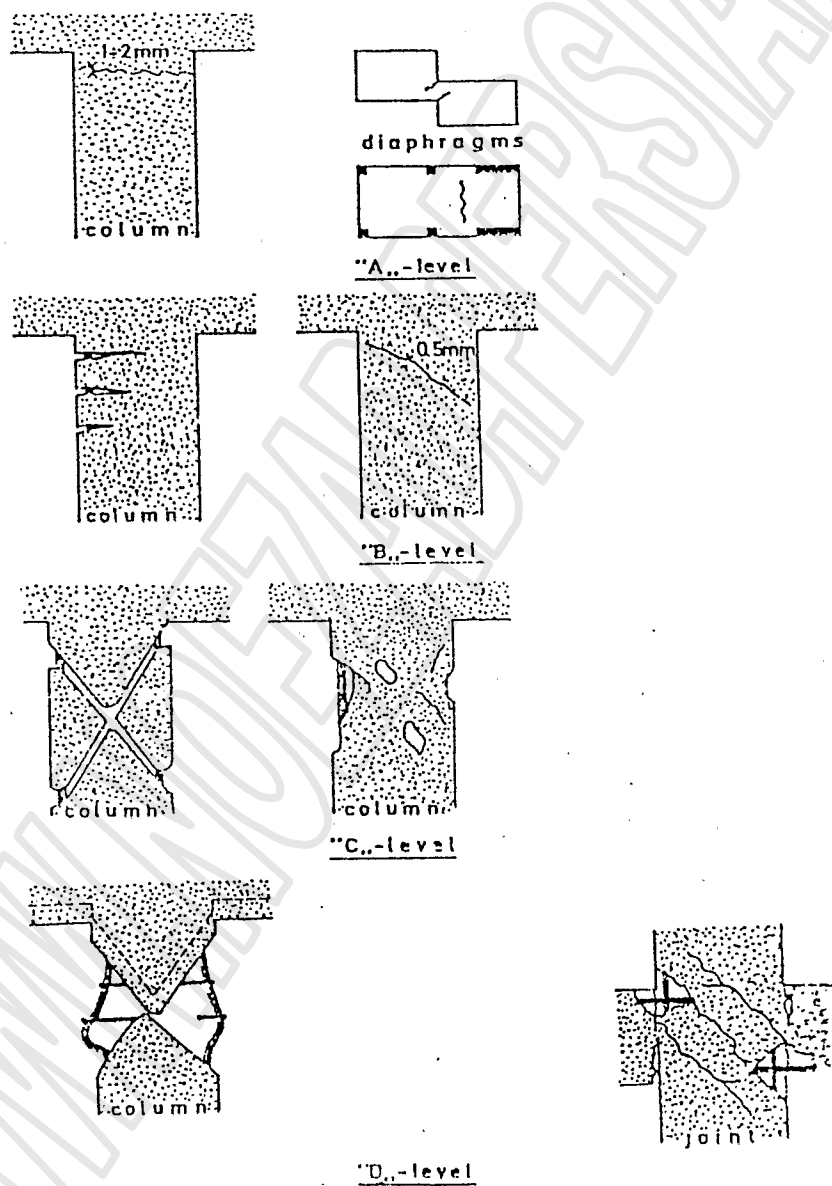 1÷2mm
column
diaphragms
"A„-level
column
0.5mm
column
"B„-level
column
column
"C„-level
column
joint
"D„-level